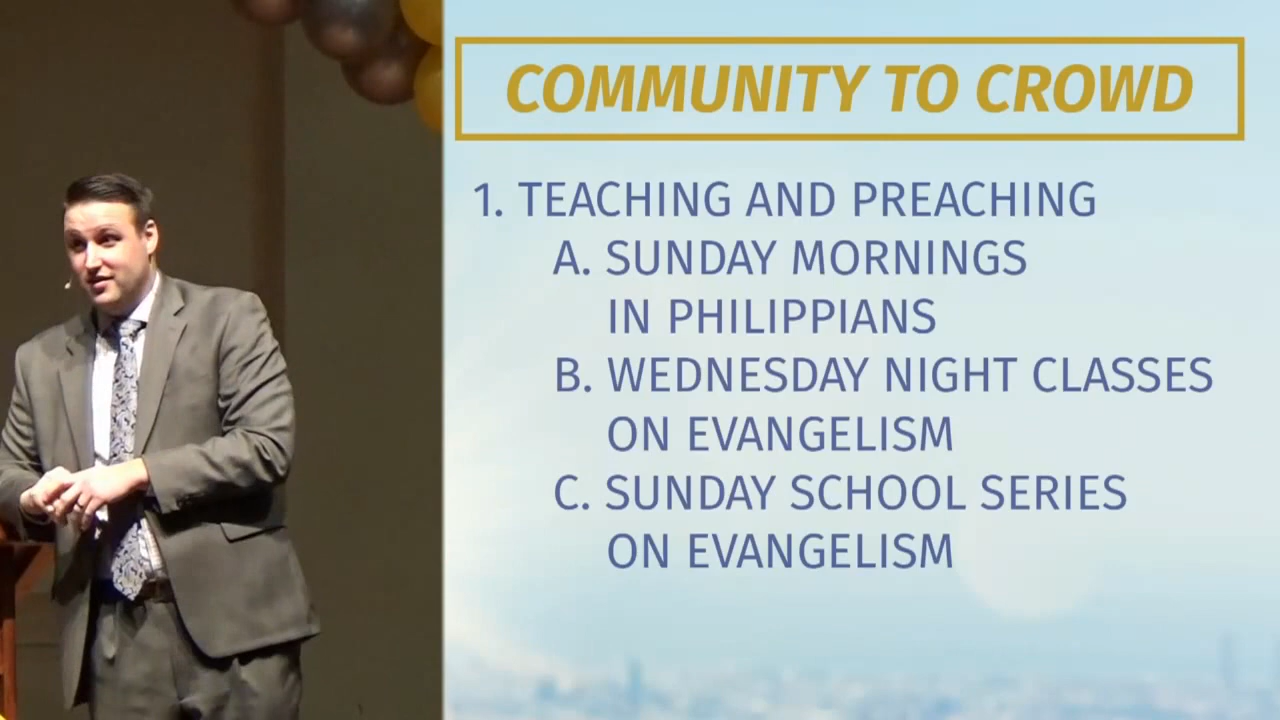 COMMUNITY TO CROWD
1. TEACHING AND PREACHING
A. SUNDAY MORNINGS
IN PHILIPPIANS
B. WEDNESDAY NIGHT CLASSES
ON EVANGELISM
C. SUNDAY SCHOOL SERIES
ON EVANGELISM